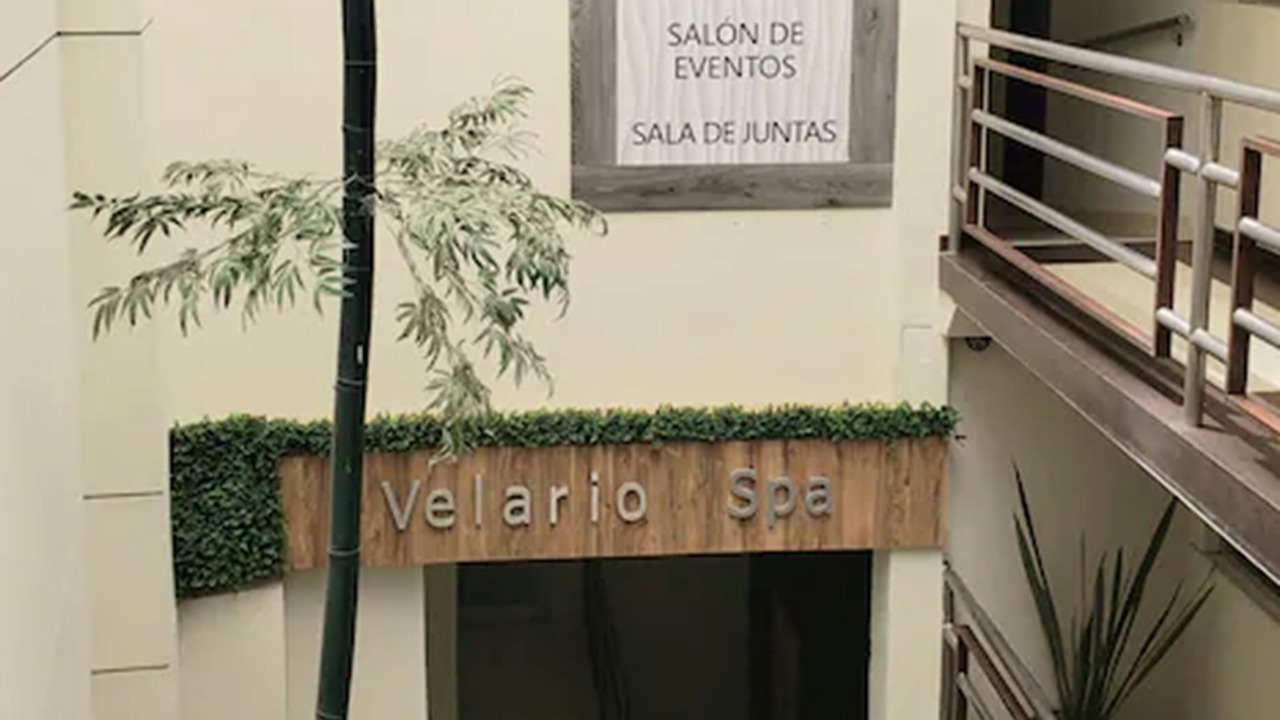 SALÓN DE
EVENTOS
SALA DE JUNTAS
Velario Spa